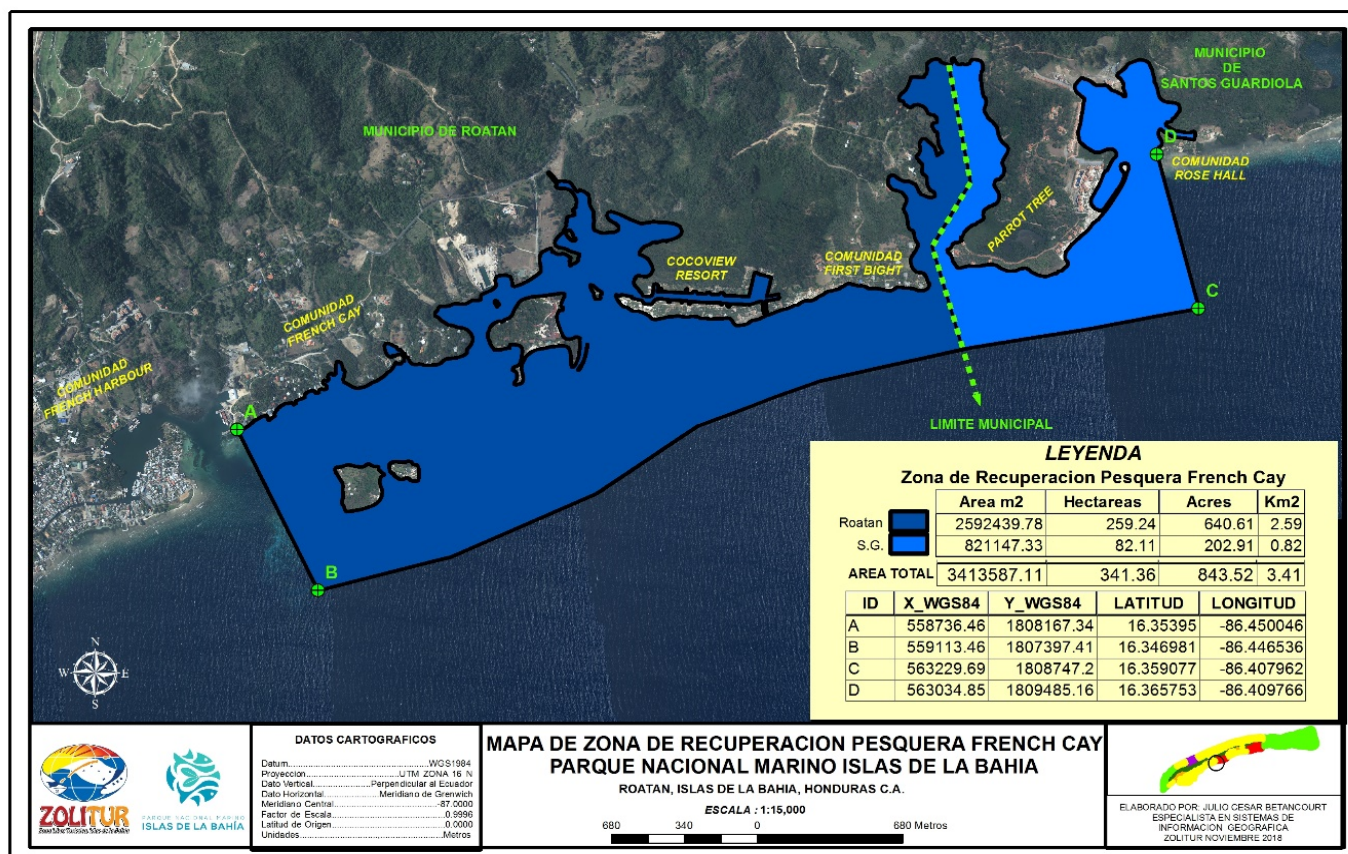 MUNICIPIO
DE
SANTOS GUARDIOLA
MUNICIPIO DE ROATAN
D
COMUNIDAD
ROSE HALL
PARROT TREE
COCOVIEW
RESORT
COMUNIDAD
FIRST BIGHT
C
COMUNIDAD
FRENCH CAY
COMUNIDAD
FRENCH HARBOUR
A
LIMITE MUNICIPAL
B
LEYENDA
Zona de Recuperacion Pesquera French Cay
Area m2 Hectareas Acres Km2
Roatan 2592439.78 259.24 640.61 2.59
S.G. 821147.33 82.11 202.91 0.82
AREA TOTAL 3413587.11 341.36 843.52 3.41
ID X_WGS84 Y_WGS84 LATITUD LONGITUD
A 558736.46 1808167.34 16.35395 -86.450046
B 559113.46 1807397.41 16.346981 -86.446536
C 563229.69 1808747.2 16.359077 -86.407962
D 563034.85 1809485.16 16.365753 -86.409766
N
W E
S
ZOLITUR
PARQUE NACIONAL MARINO
ISLAS DE LA BAHÍA
DATOS CARTOGRAFICOS
Datum...WGS1984
Proyeccion...UTM ZONA 16 N
Dato Vertical...Perpendicular al Ecuador
Dato Horizontal...Meridiano de Grenwich
Meridiano Central...-87.0000
Factor de Escala...0.9996
Latitud de Origen...0.0000
Unidades...Metros
MAPA DE ZONA DE RECUPERACION PESQUERA FRENCH CAY
PARQUE NACIONAL MARINO ISLAS DE LA BAHIA
ROATAN, ISLAS DE LA BAHIA, HONDURAS C.A.
ESCALA : 1:15,000
680 340 0 680 Metros
ELABORADO POR: JULIO CESAR BETANCOURT
ESPECIALISTA EN SISTEMAS DE
INFORMACION GEOGRAFICA
ZOLITUR NOVIEMBRE 2018